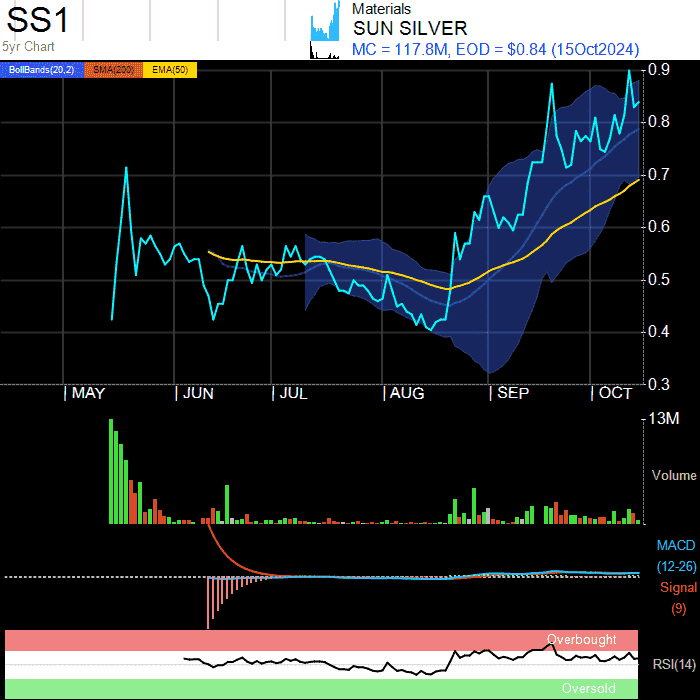 SS1
5yr Chart
Materials
SUN SILVER
MC = 117.8M, EOD = $0.84 (15Oct2024)
BollBands(20,2) SMA(200) EMA(50)
0.9
0.8
0.7
0.6
0.5
0.4
0.3
MAY JUN JUL AUG SEP OCT
13M
Volume
MACD
(12-26)
Signal
(9)
Overbought
RSI(14)
Oversold